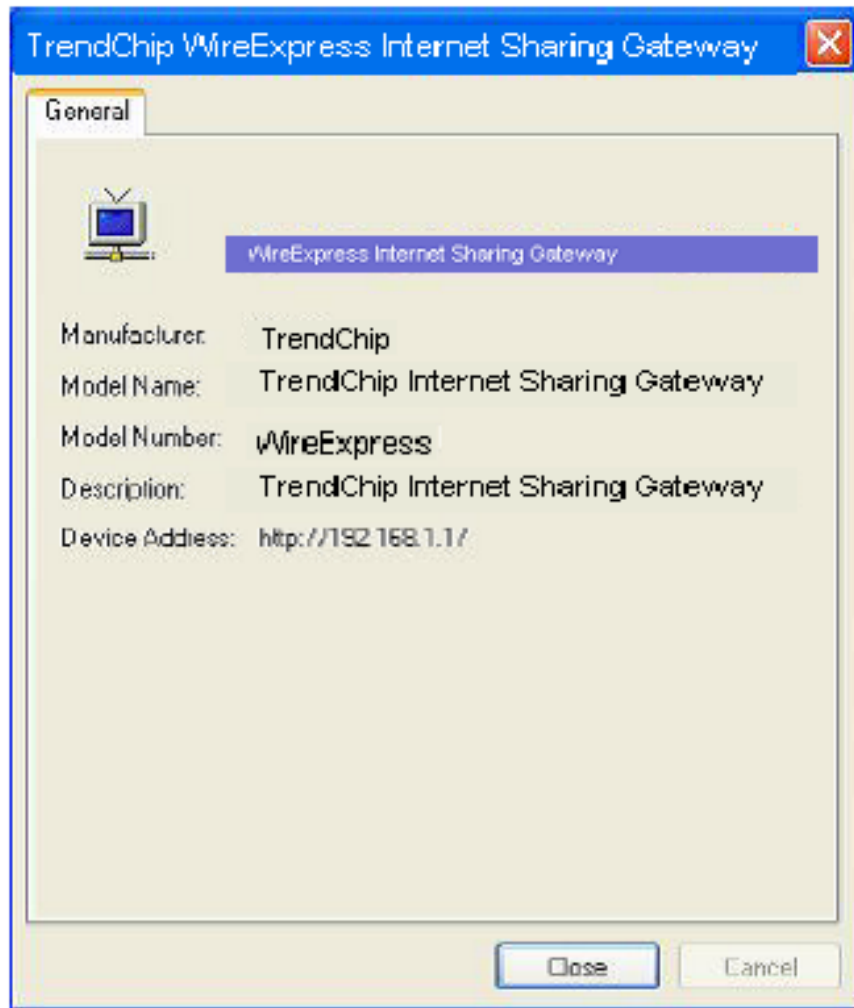 TrendChip WireExpress Internet Sharing Gateway
General
WireExpress Internet Sharing Gateway
Manufacturer: TrendChip
Model Name: TrendChip Internet Sharing Gateway
Model Number: WireExpress
Description: TrendChip Internet Sharing Gateway
Device Address: http://192.168.1.1/
Close Cancel